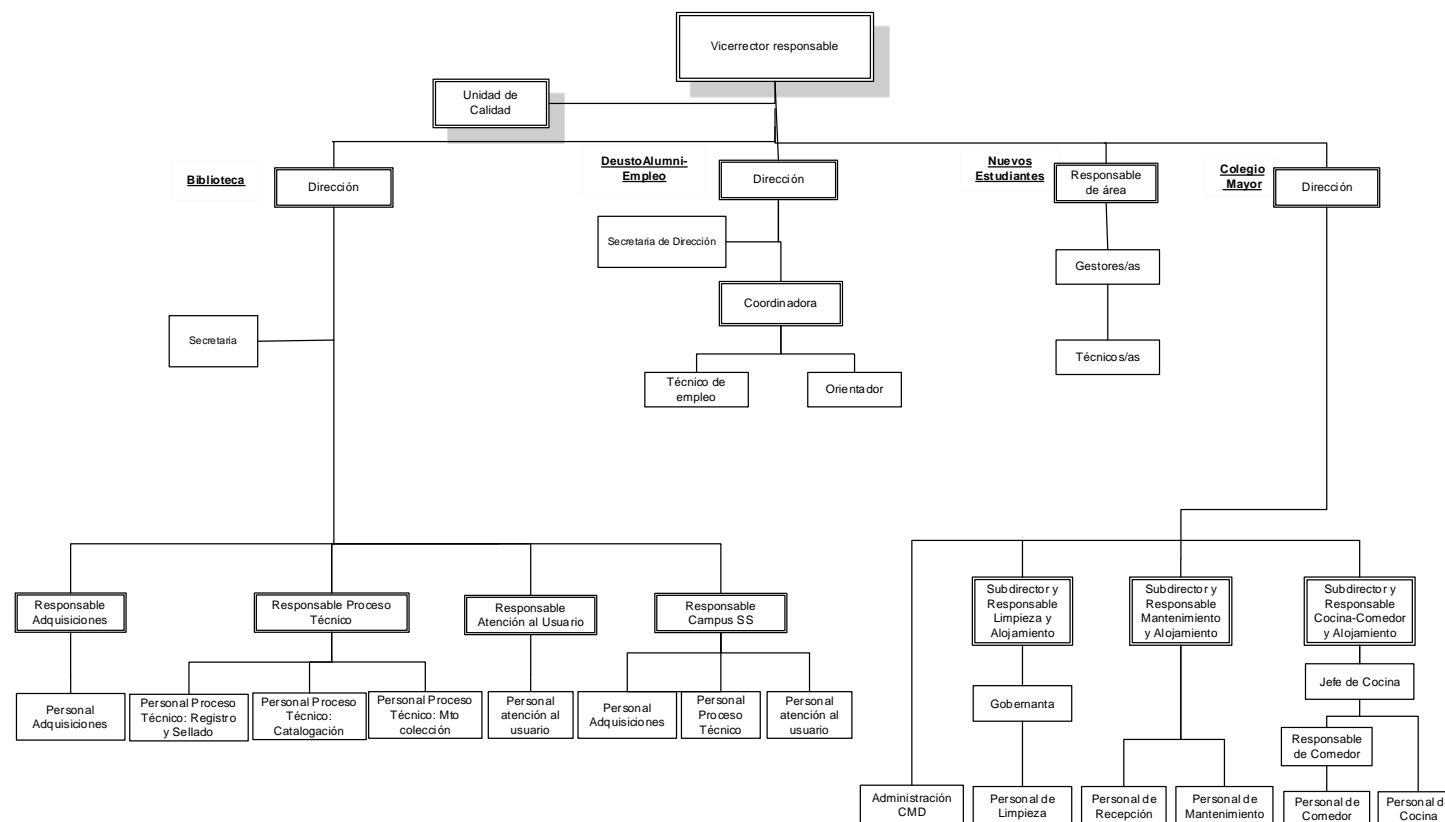 Vicerrector responsable
Unidad de
Calidad
Biblioteca
Dirección
DeustoAlumni-
Empleo
Dirección
Nuevos
Estudiantes
Responsable
de área
Colegio
Mayor
Dirección
Secretaria de Dirección
Gestores/as
Coordinadora
Secretaria
Técnicos/as
Técnico de
empleo
Orientador
Responsable
Adquisiciones
Responsable Proceso
Técnico
Responsable
Atención al Usuario
Responsable
Campus SS
Subdirector y
Responsable
Limpieza y
Alojamiento
Subdirector y
Responsable
Mantenimiento
y Alojamiento
Subdirector y
Responsable
Cocina-Comedor
y Alojamiento
Personal
Adquisiciones
Personal Proceso
Técnico: Registro
y Sellado
Personal Proceso
Técnico:
Catalogación
Personal Proceso
Técnico: Mto
colección
Personal
atención al
usuario
Personal
Adquisiciones
Personal
Proceso
Técnico
Personal
atención al
usuario
Gobernanta
Jefe de Cocina
Responsable
de Comedor
Administración
CMD
Personal de
Limpieza
Personal de
Recepción
Personal de
Mantenimiento
Personal de
Comedor
Personal d
Cocina